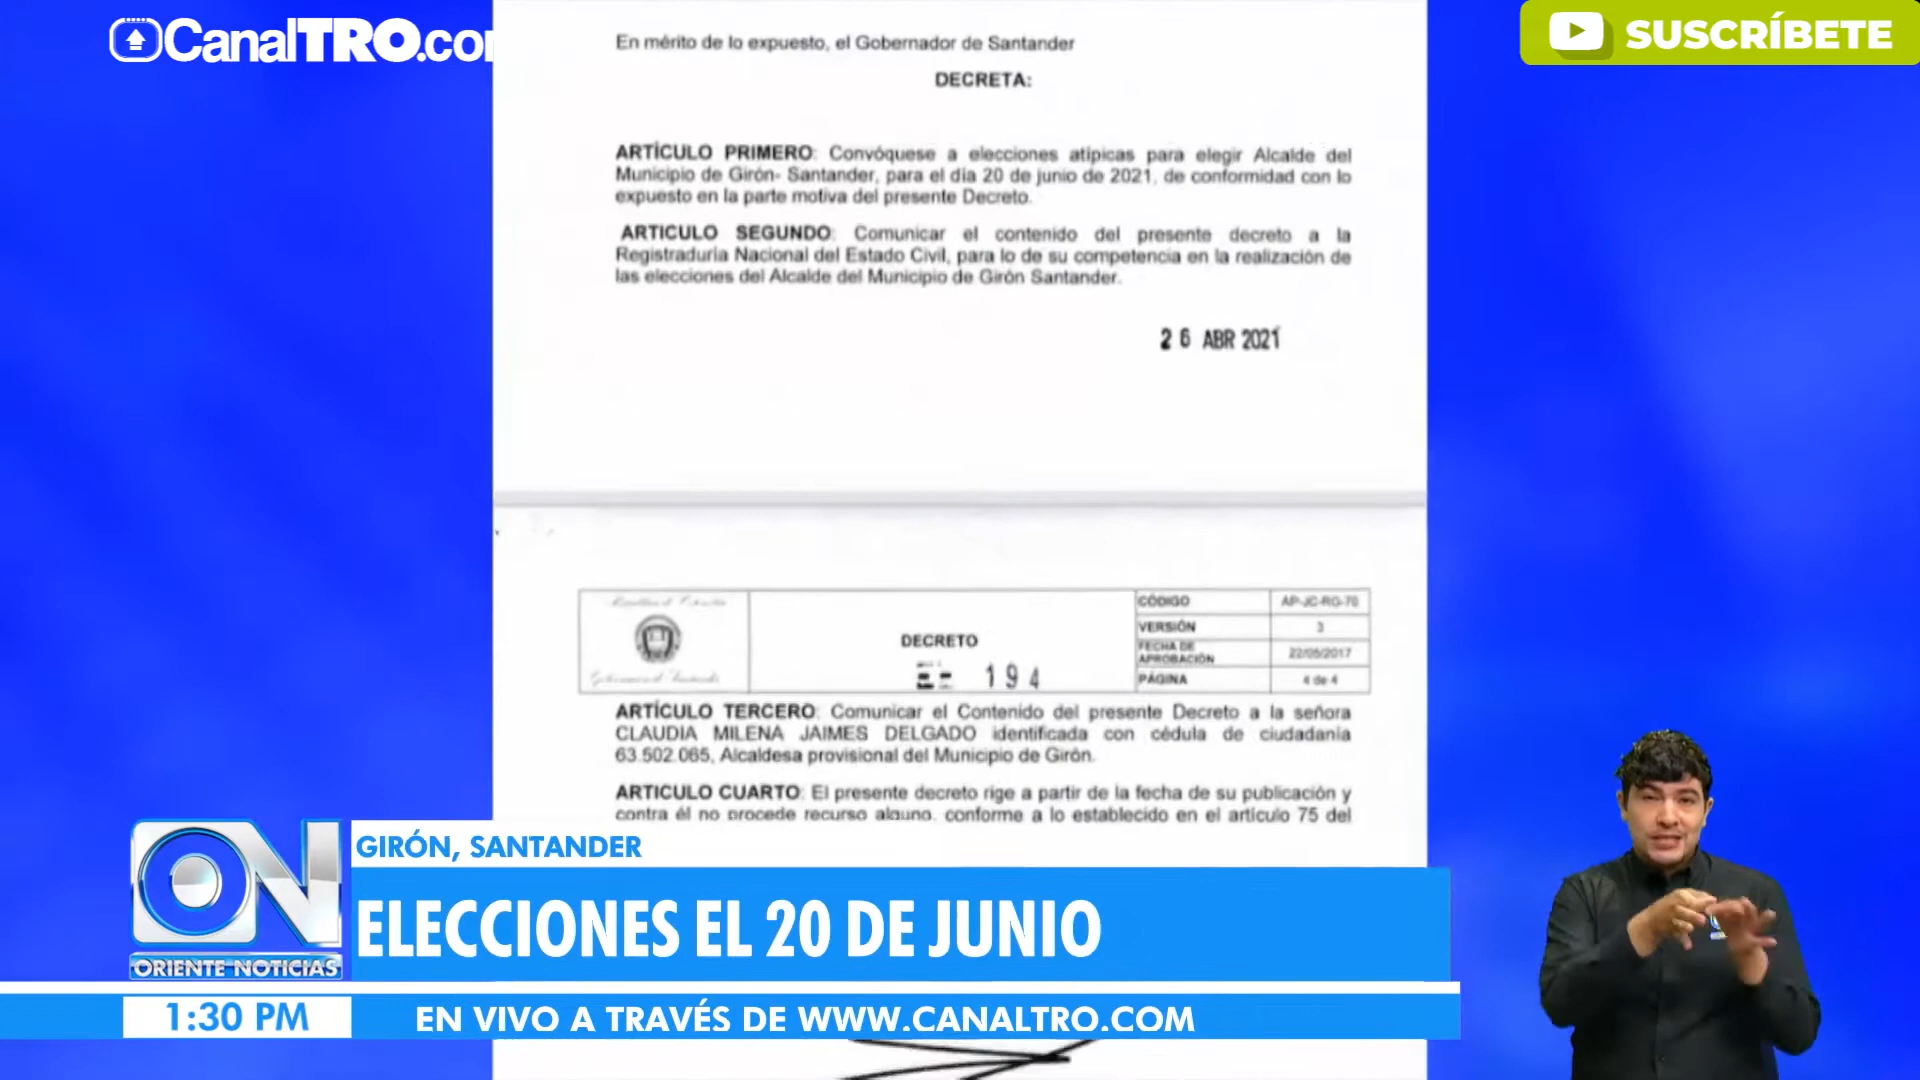 CanalTRO.co
SUSCRÍBETE
En mérito de lo expuesto, el Gobernador de Santander
DECRETA:
ARTÍCULO PRIMERO: Convóquese a elecciones atípicas para elegir Alcalde del
Municipio de Girón- Santander, para el día 20 de junio de 2021, de conformidad con lo
expuesto en la parte motiva del presente Decreto.
ARTICULO SEGUNDO: Comunicar el contenido del presente decreto a la
Registraduría Nacional del Estado Civil, para lo de su competencia en la realización de
las elecciones del Alcalde del Municipio de Girón Santander.
26 ABR 2021
DECRETO
194
CÓDIGO AP-JC-RG-70
VERSIÓN 3
FECHA DE
APROBACIÓN 22/05/2017
PÁGINA 4 de 4
ARTÍCULO TERCERO: Comunicar el Contenido del presente Decreto a la señora
CLAUDIA MILENA JAIMES DELGADO identificada con cédula de ciudadanía
63.502.065, Alcaldesa provisional del Municipio de Girón.
ARTICULO CUARTO: El presente decreto rige a partir de la fecha de su publicación y
contra él no procede recurso alguno, conforme a lo establecido en el artículo 75 del
ON
ORIENTE NOTICIAS
GIRÓN, SANTANDER
ELECCIONES EL 20 DE JUNIO
1:30 PM
EN VIVO A TRAVÉS DE WWW.CANALTRO.COM